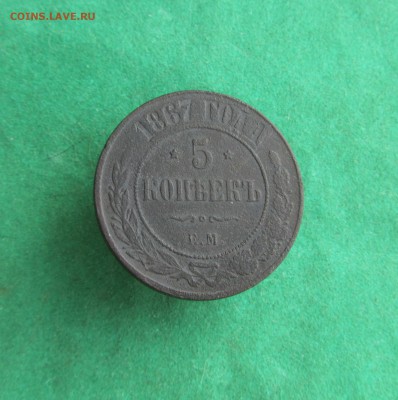 COINS.LAVE.RU
1867 ГОДА
5
КОПѢЕКЪ
Е.М